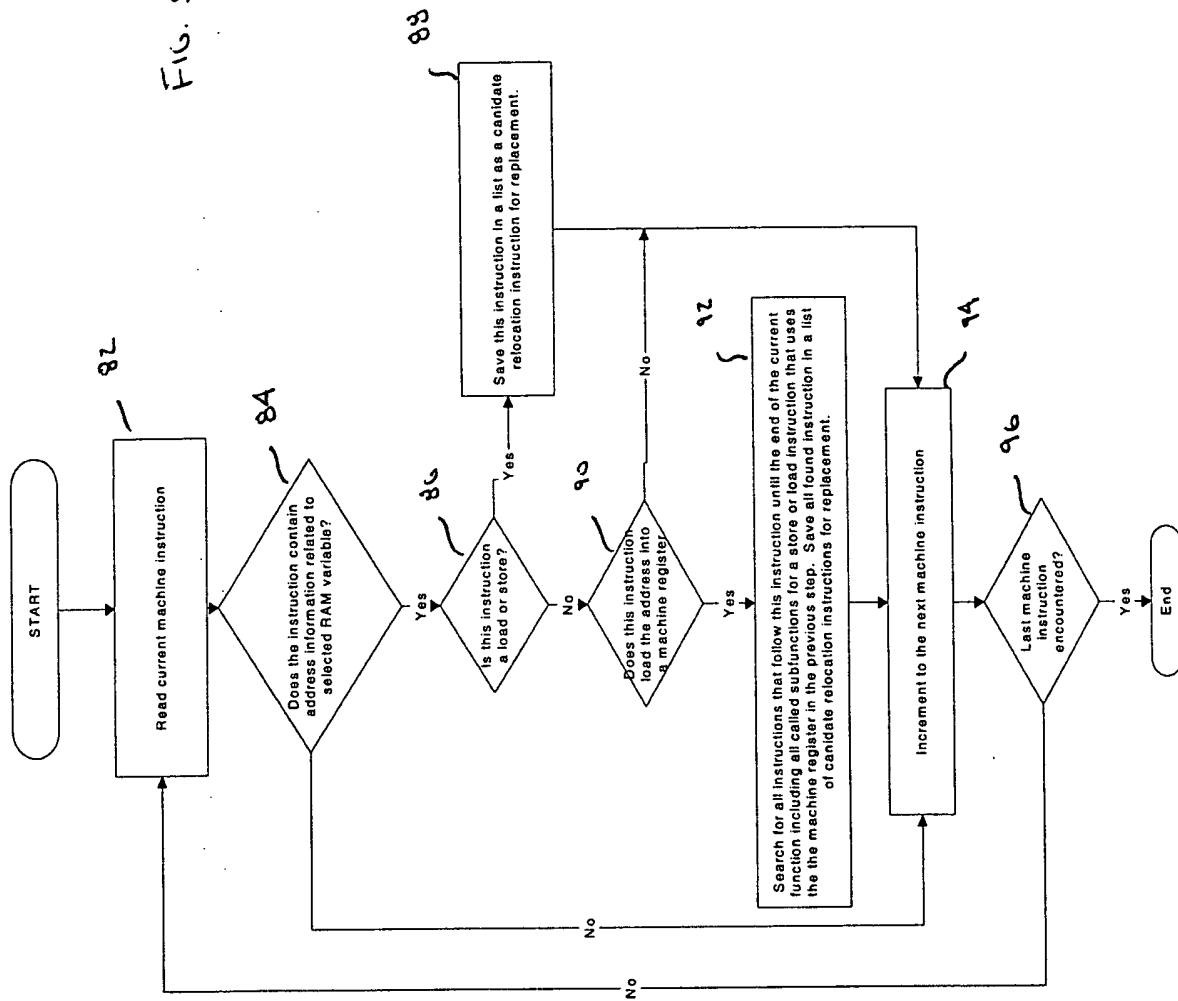 FIG.
START
82
Read current machine instruction
84
Does the instruction contain
address information related to
selected RAM variable?
Yes
No
86
Is this instruction
a load or store?
Yes
No
88
Save this instruction in a list as a canidate
relocation instruction for replacement.
90
Does this instruction
load the address into
a machine register
No
Yes
92
Search for all instructions that follow this instruction until the end of the current
function including all called subfunctions for a store or load instruction that uses
the the machine register in the previous step. Save all found instruction in a list
of canidate relocation instructions for replacement.
94
Increment to the next machine instruction
96
Last machine
instruction
encountered?
No
Yes
End